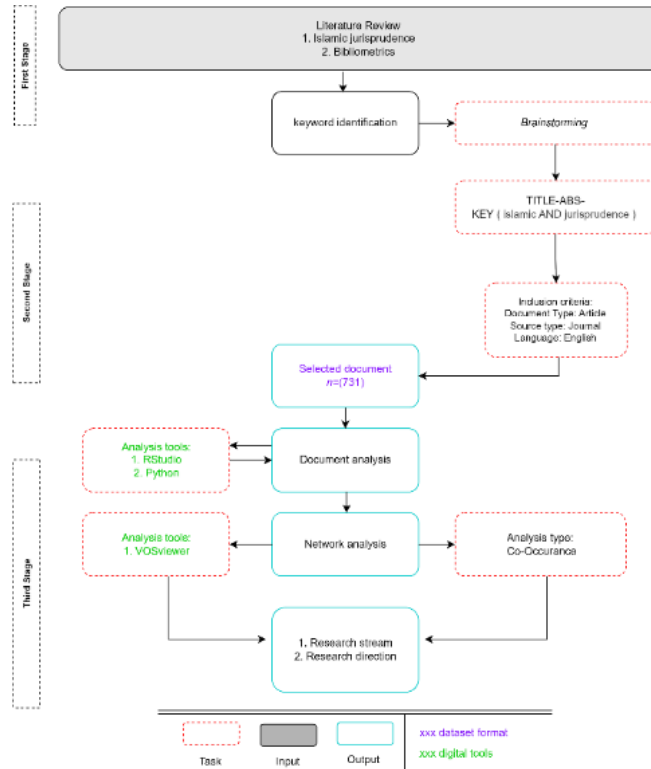 First Stage
Literature Review
1. Islamic jurisprudence
2. Bibliometrics
keyword identification
Brainstorming
Second Stage
TITLE-ABS-
KEY ( islamic AND jurisprudence )
Inclusion criteria:
Document Type: Article
Source type: Journal
Language: English
Selected document
n=(731)
Third Stage
Analysis tools:
1. RStudio
2. Python
Document analysis
Analysis tools:
1. VOSviewer
Network analysis
Analysis type:
Co-Occurance
1. Research stream
2. Research direction
Task
Input
Output
xxx dataset format
xxx digital tools